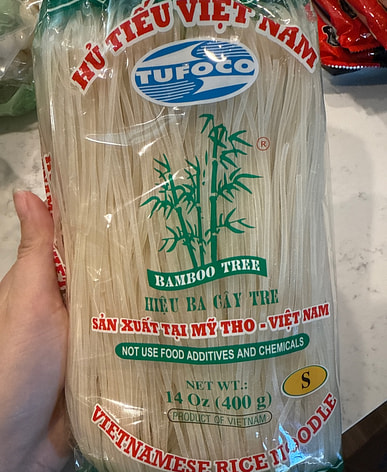 HỦ TIẾU VIỆT NAM
TUFOCO
®
BAMBOO TREE
HIỆU BA CÂY TRE
SẢN XUẤT TẠI MỸ THO - VIỆT NAM
NOT USE FOOD ADDITIVES AND CHEMICALS
S
NET WT.:
14 Oz (400 g)
PRODUCT OF VIETNAM
VIETNAMESE RICE NOODLE